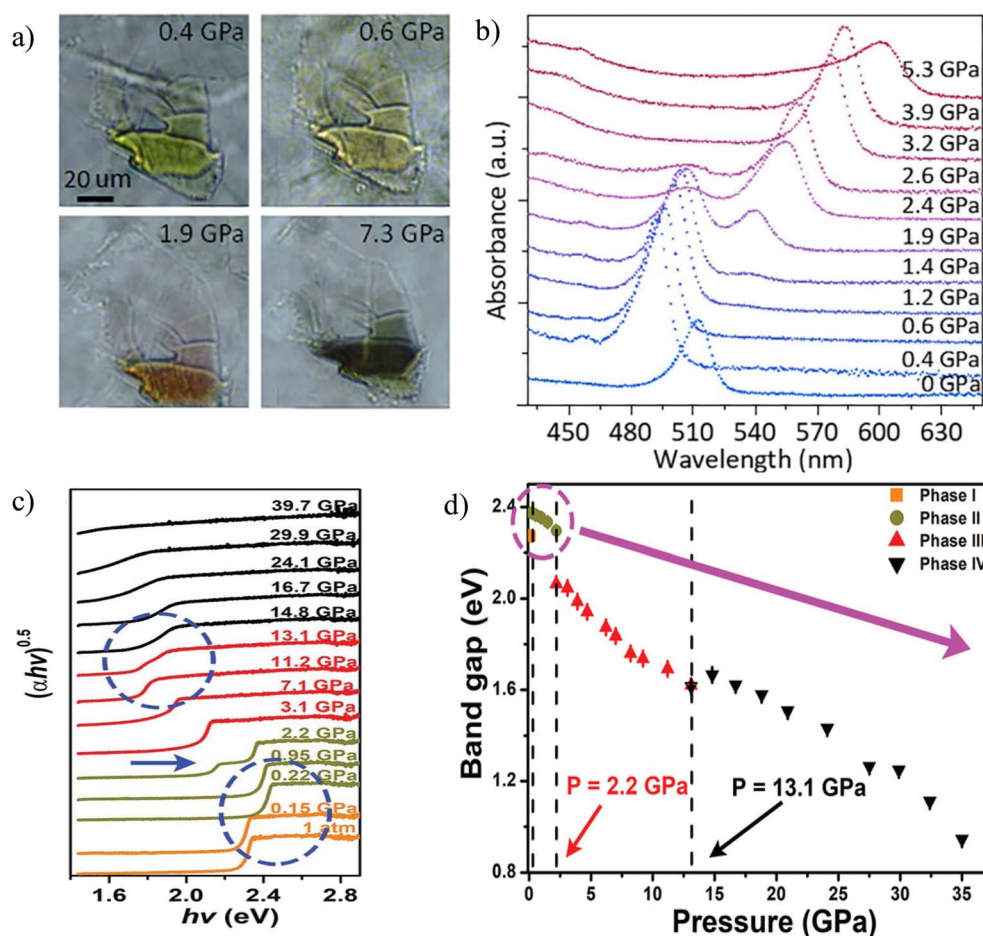 a)
0.4 GPa
0.6 GPa
20 um
1.9 GPa
7.3 GPa
b)
Absorbance (a.u.)
5.3 GPa
3.9 GPa
3.2 GPa
2.6 GPa
2.4 GPa
1.9 GPa
1.4 GPa
1.2 GPa
0.6 GPa
0.4 GPa
0 GPa
450 480 510 540 570 600 630
Wavelength (nm)
c)
(αhν)^0.5
39.7 GPa
29.9 GPa
24.1 GPa
16.7 GPa
14.8 GPa
13.1 GPa
11.2 GPa
7.1 GPa
3.1 GPa
2.2 GPa
0.95 GPa
0.22 GPa
0.15 GPa
1 atm
1.6 2.0 2.4 2.8
hν (eV)
d)
Band gap (eV)
2.4
2.0
1.6
1.2
0.8
Phase I
Phase II
Phase III
Phase IV
P = 2.2 GPa
P = 13.1 GPa
0 5 10 15 20 25 30 35
Pressure (GPa)